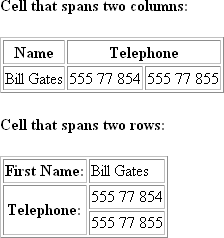 Cell that spans two columns:
Name Telephone
Bill Gates 555 77 854 555 77 855
Cell that spans two rows:
First Name: Bill Gates
Telephone: 555 77 854
555 77 855